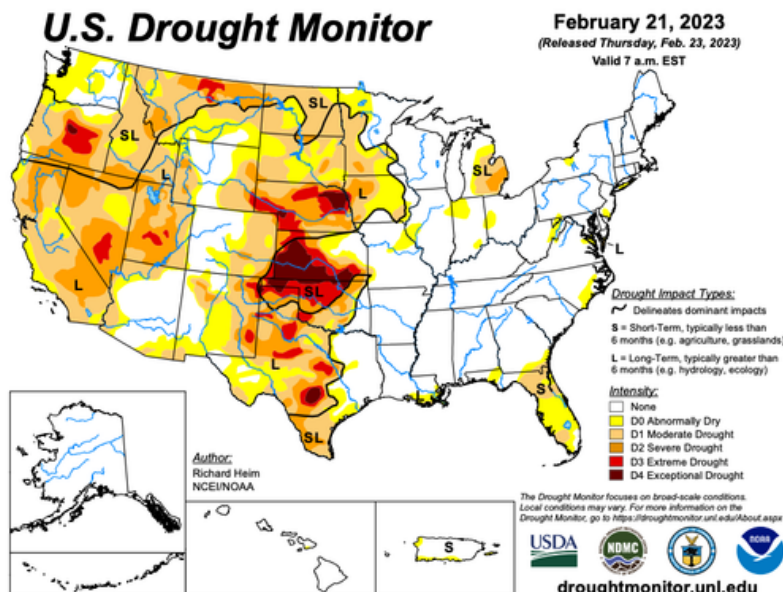 U.S. Drought Monitor
February 21, 2023
(Released Thursday, Feb. 23, 2023)
Valid 7 a.m. EST
SL
SL
SL
L
L
L
L
SL
L
SL
L
S
S
Author:
Richard Heim
NCEI/NOAA
Drought Impact Types:
Delineates dominant impacts
S = Short-Term, typically less than
6 months (e.g. agriculture, grasslands)
L = Long-Term, typically greater than
6 months (e.g. hydrology, ecology)
Intensity:
None
D0 Abnormally Dry
D1 Moderate Drought
D2 Severe Drought
D3 Extreme Drought
D4 Exceptional Drought
The Drought Monitor focuses on broad-scale conditions.
Local conditions may vary. For more information on the
Drought Monitor, go to https://droughtmonitor.unl.edu/About.aspx
USDA
NDMC
NOAA
droughtmonitor.unl.edu